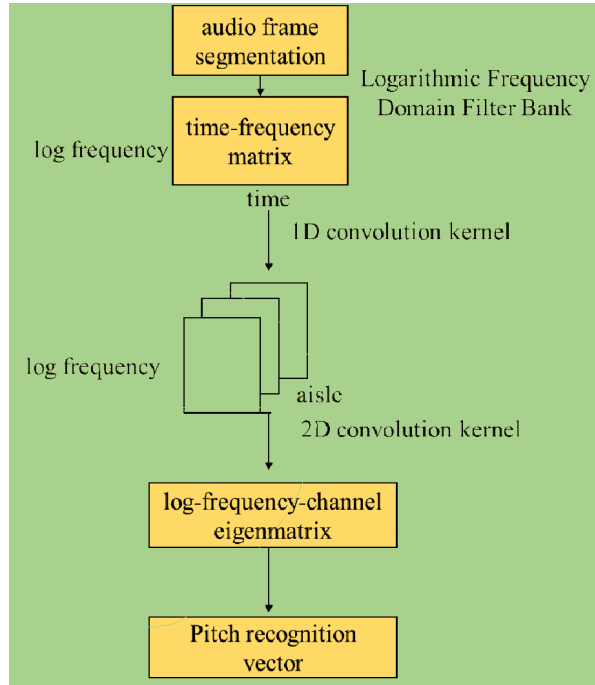 audio frame
segmentation
Logarithmic Frequency
Domain Filter Bank
time-frequency
matrix
log frequency
time
1D convolution kernel
log frequency
aisle
2D convolution kernel
log-frequency-channel
eigenmatrix
Pitch recognition
vector